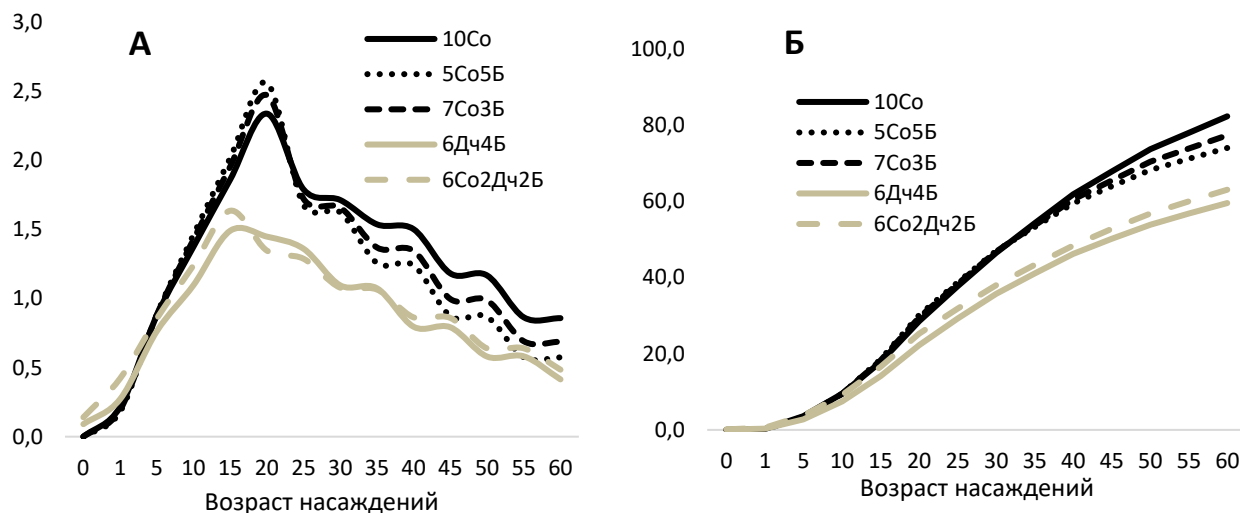 А
3,0
2,5
2,0
1,5
1,0
0,5
0,0
10Со
5Со5Б
7Со3Б
6Дч4Б
6Со2Дч2Б
0 1 5 10 15 20 25 30 35 40 45 50 55 60
Возраст насаждений
Б
100,0
80,0
60,0
40,0
20,0
0,0
10Со
5Со5Б
7Со3Б
6Дч4Б
6Со2Дч2Б
0 1 5 10 15 20 25 30 35 40 45 50 55 60
Возраст насаждений